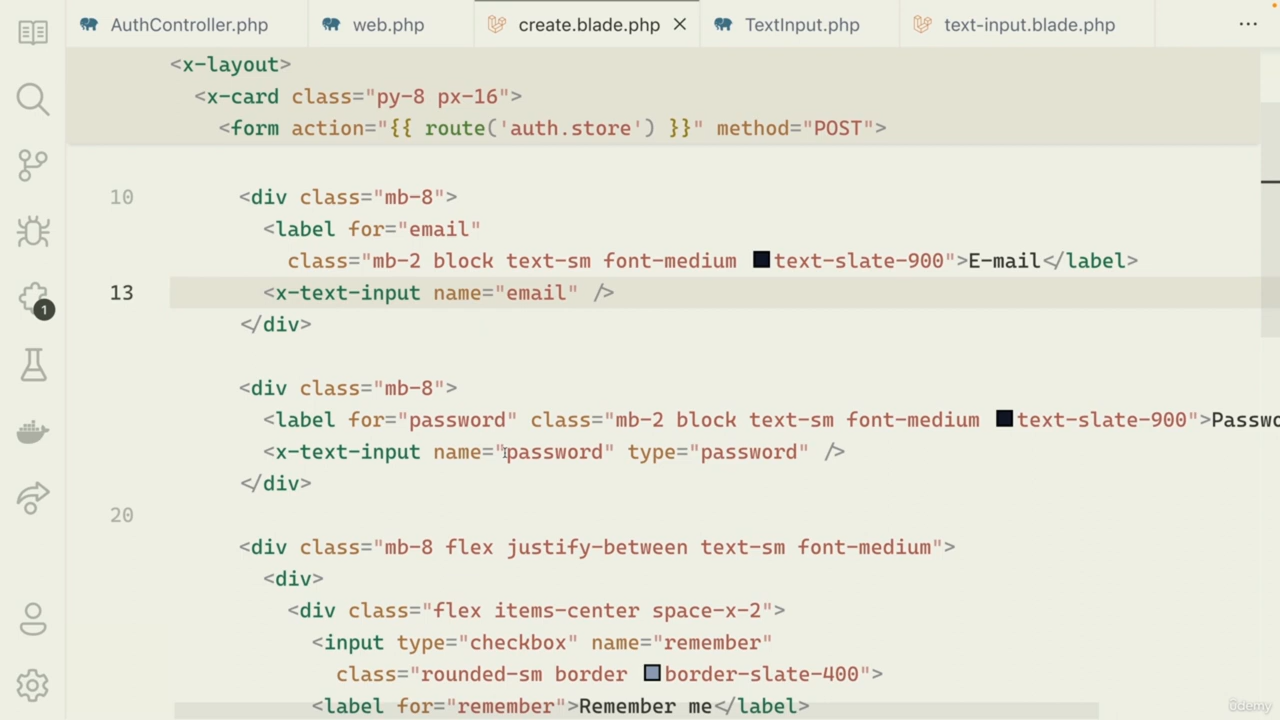 AuthController.php web.php create.blade.php TextInput.php text-input.blade.php
<x-layout>
<x-card class="py-8 px-16">
<form action="{{ route('auth.store') }}" method="POST">
10 <div class="mb-8">
<label for="email"
class="mb-2 block text-sm font-medium text-slate-900">E-mail</label>
13 <x-text-input name="email" />
</div>
<div class="mb-8">
<label for="password" class="mb-2 block text-sm font-medium text-slate-900">Passwo
<x-text-input name="password" type="password" />
</div>
20
<div class="mb-8 flex justify-between text-sm font-medium">
<div>
<div class="flex items-center space-x-2">
<input type="checkbox" name="remember"
class="rounded-sm border border-slate-400">
<label for="remember">Remember me</label>
1
udemy